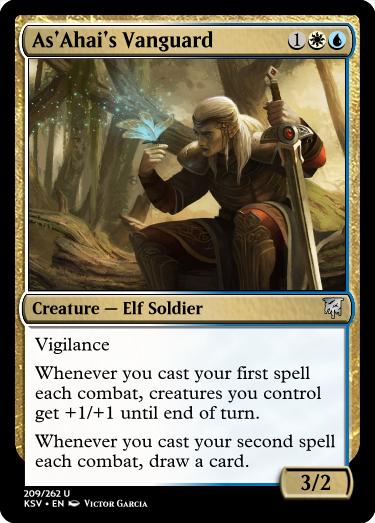 As'Ahai's Vanguard 1
Creature — Elf Soldier
Vigilance
Whenever you cast your first spell
each combat, creatures you control
get +1/+1 until end of turn.
Whenever you cast your second spell
each combat, draw a card.
3/2
209/262 U
KSV • EN Victor Garcia